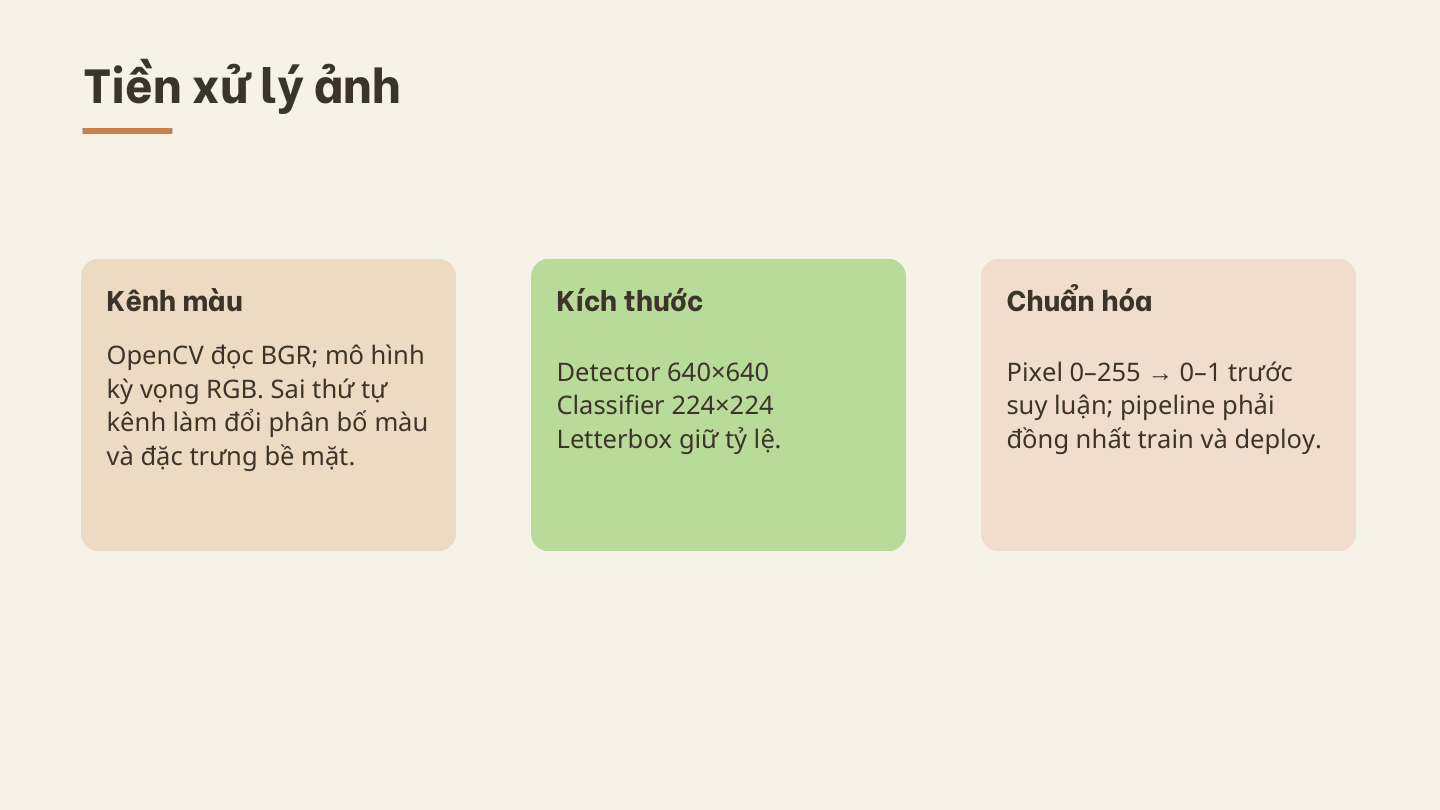 Tiền xử lý ảnh
Kênh màu
OpenCV đọc BGR; mô hình
kỳ vọng RGB. Sai thứ tự
kênh làm đổi phân bố màu
và đặc trưng bề mặt.
Kích thước
Detector 640×640
Classifier 224×224
Letterbox giữ tỷ lệ.
Chuẩn hóa
Pixel 0–255 → 0–1 trước
suy luận; pipeline phải
đồng nhất train và deploy.